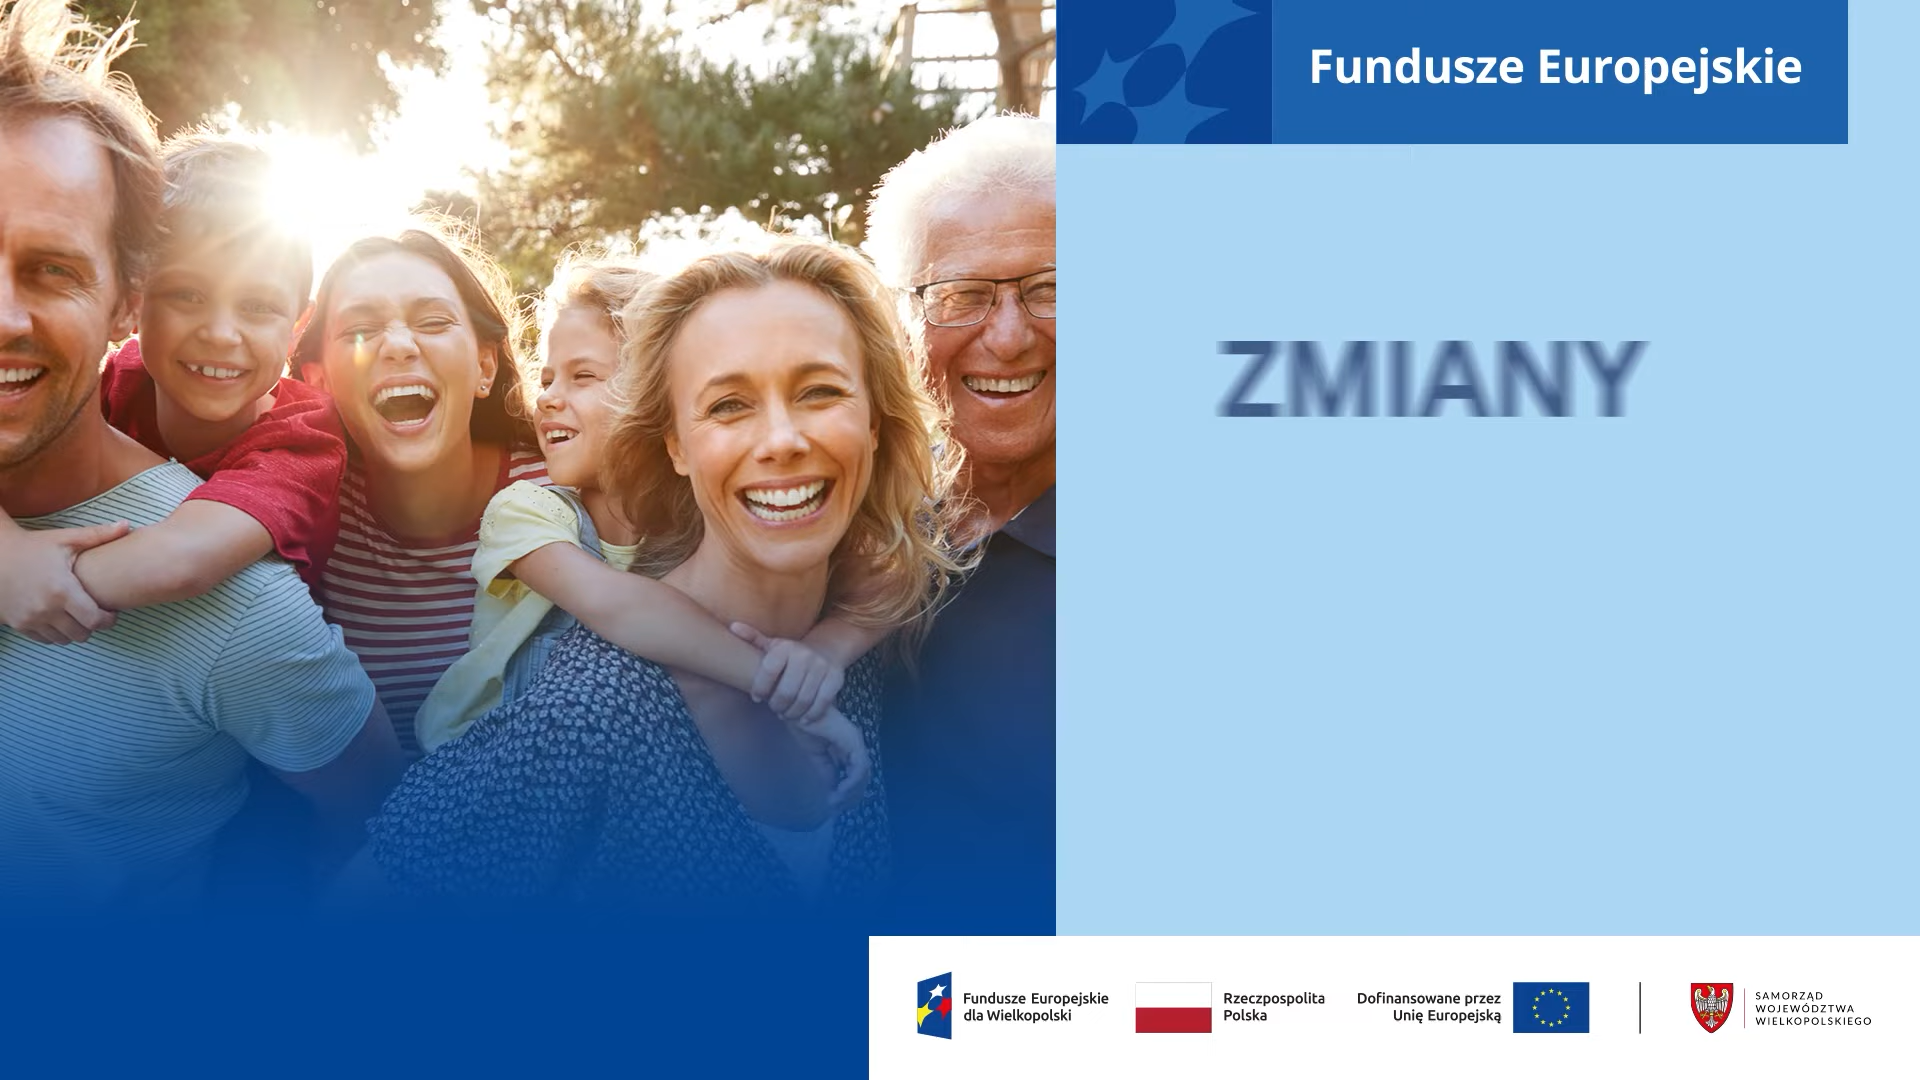 Fundusze Europejskie
ZMIANY
Fundusze Europejskie
dla Wielkopolski
Rzeczpospolita
Polska
Dofinansowane przez
Unię Europejską
SAMORZĄD
WOJEWÓDZTWA
WIELKOPOLSKIEGO